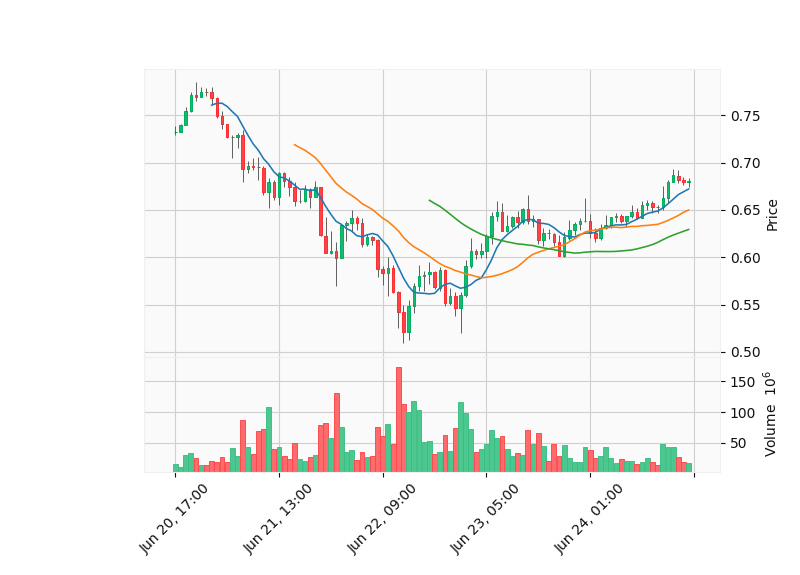 0.75
0.70
0.65
0.60
0.55
0.50
Price
150
100
50
Volume 10^6
Jun 20, 17:00
Jun 21, 13:00
Jun 22, 09:00
Jun 23, 05:00
Jun 24, 01:00